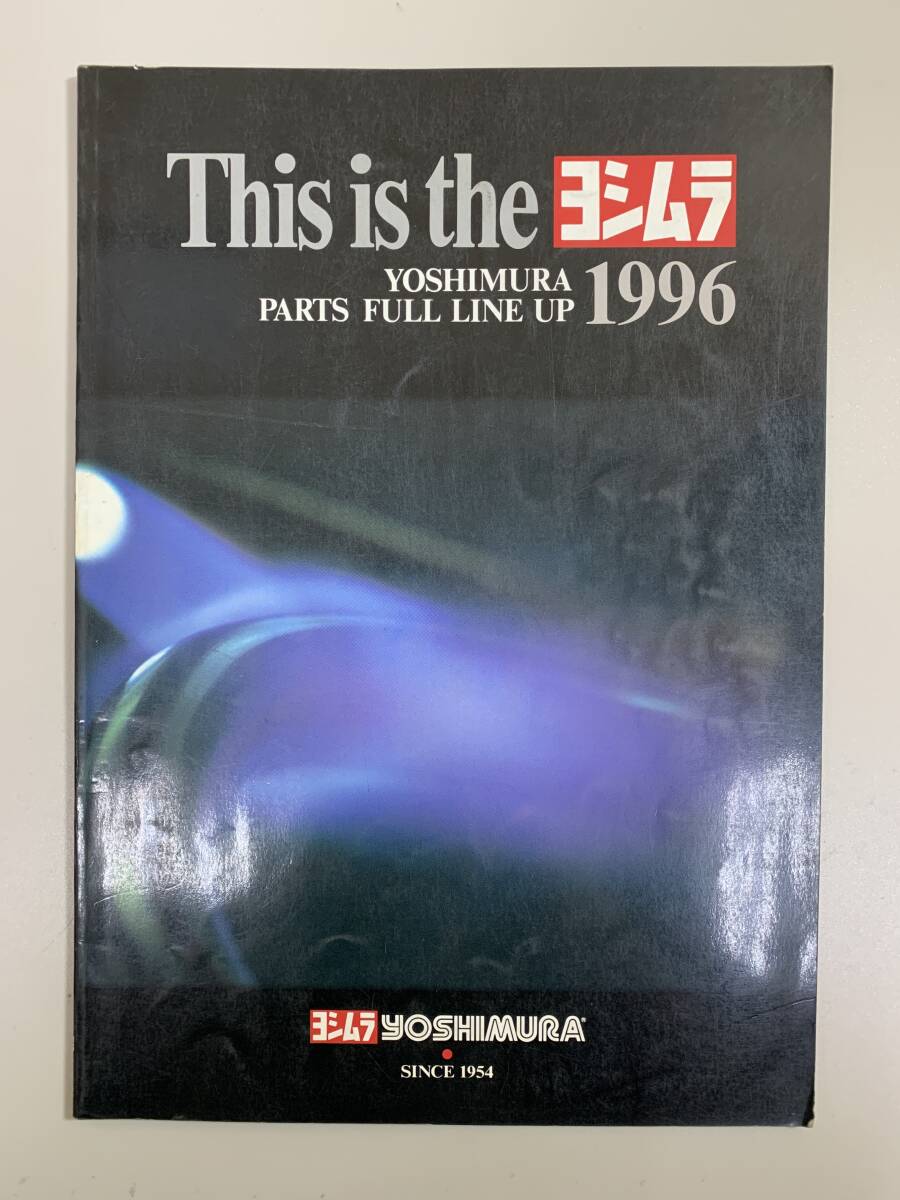 This is the ヨシムラ
YOSHIMURA
PARTS FULL LINE UP 1996
ヨシムラ YOSHIMURA®
SINCE 1954